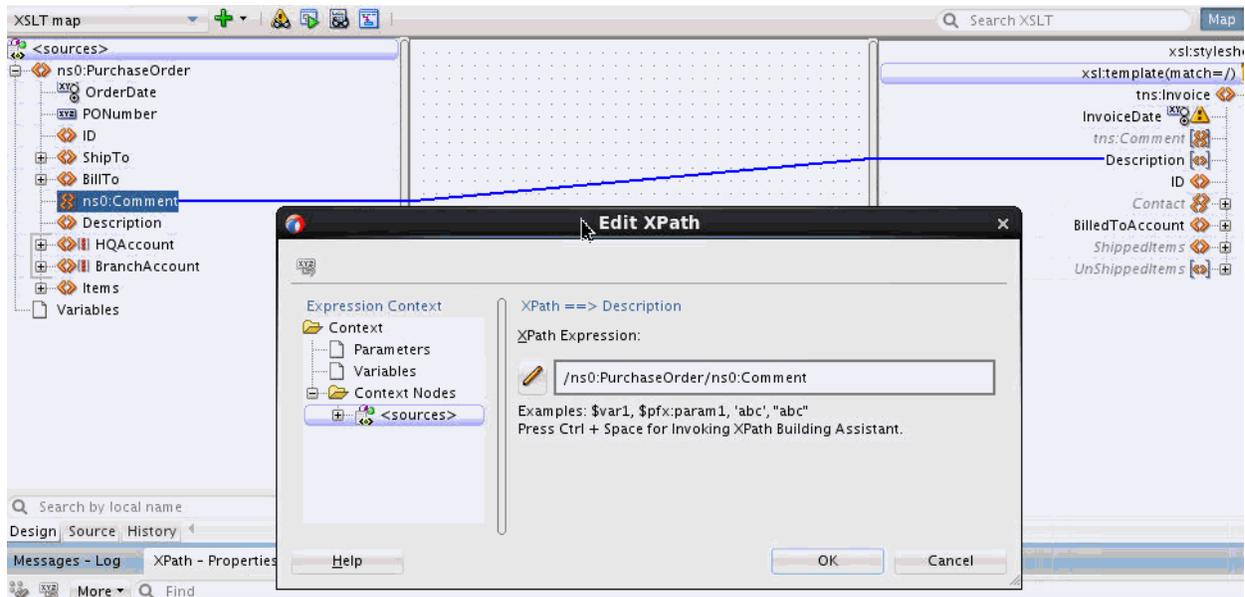 XSLT map
Search XSLT
Map
<sources>
ns0:PurchaseOrder
OrderDate
PONumber
ID
ShipTo
BillTo
ns0:Comment
Description
HQAccount
BranchAccount
Items
Variables
xsl:template(match=/)
tns:Invoice
InvoiceDate
tns:Comment
Description
ID
Contact
BilledToAccount
ShippedItems
UnShippedItems
Edit XPath
Expression Context
Context
Parameters
Variables
Context Nodes
<sources>
XPath ==> Description
XPath Expression:
/ns0:PurchaseOrder/ns0:Comment
Examples: $var1, $pfx:param1, 'abc', "abc"
Press Ctrl + Space for Invoking XPath Building Assistant.
Help
OK
Cancel
Search by local name
Design Source History
Messages - Log
XPath - Properties
More
Find